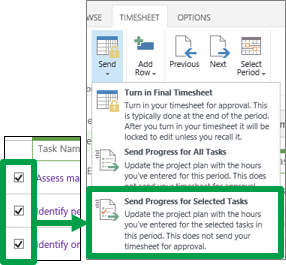 WSE
TIMESHEET
OPTIONS
Send
Add
Row
Previous
Next
Select
Period
Turn in Final Timesheet
Turn in your timesheet for approval. This
is typically done at the end of the period.
After you turn in your timesheet it will be
locked to edit unless you recall it.
Send Progress for All Tasks
Update the project plan with the hours
you've entered for this period. This does
not send your timesheet for approval.
Send Progress for Selected Tasks
Update the project plan with the hours
you've entered for the selected tasks in
this period. This does not send your
timesheet for approval.
Task Nam
Assess ma
Identify ne
Identify or